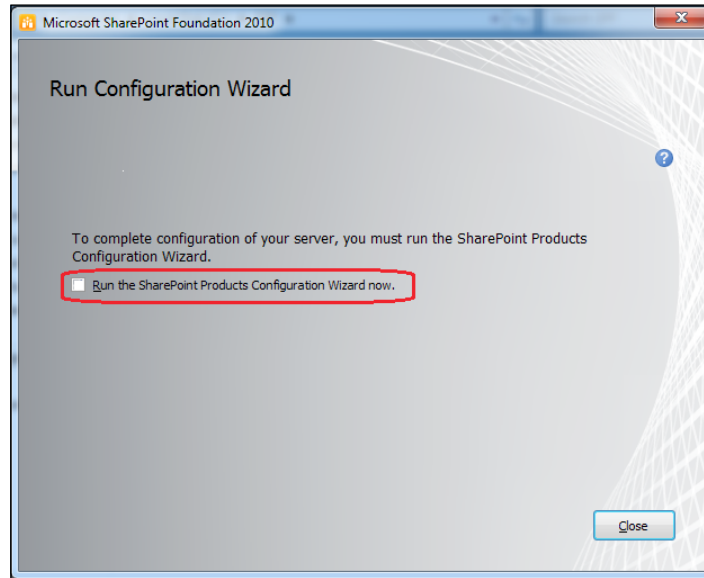 Microsoft SharePoint Foundation 2010
Run Configuration Wizard
To complete configuration of your server, you must run the SharePoint Products
Configuration Wizard.
Run the SharePoint Products Configuration Wizard now.
Close